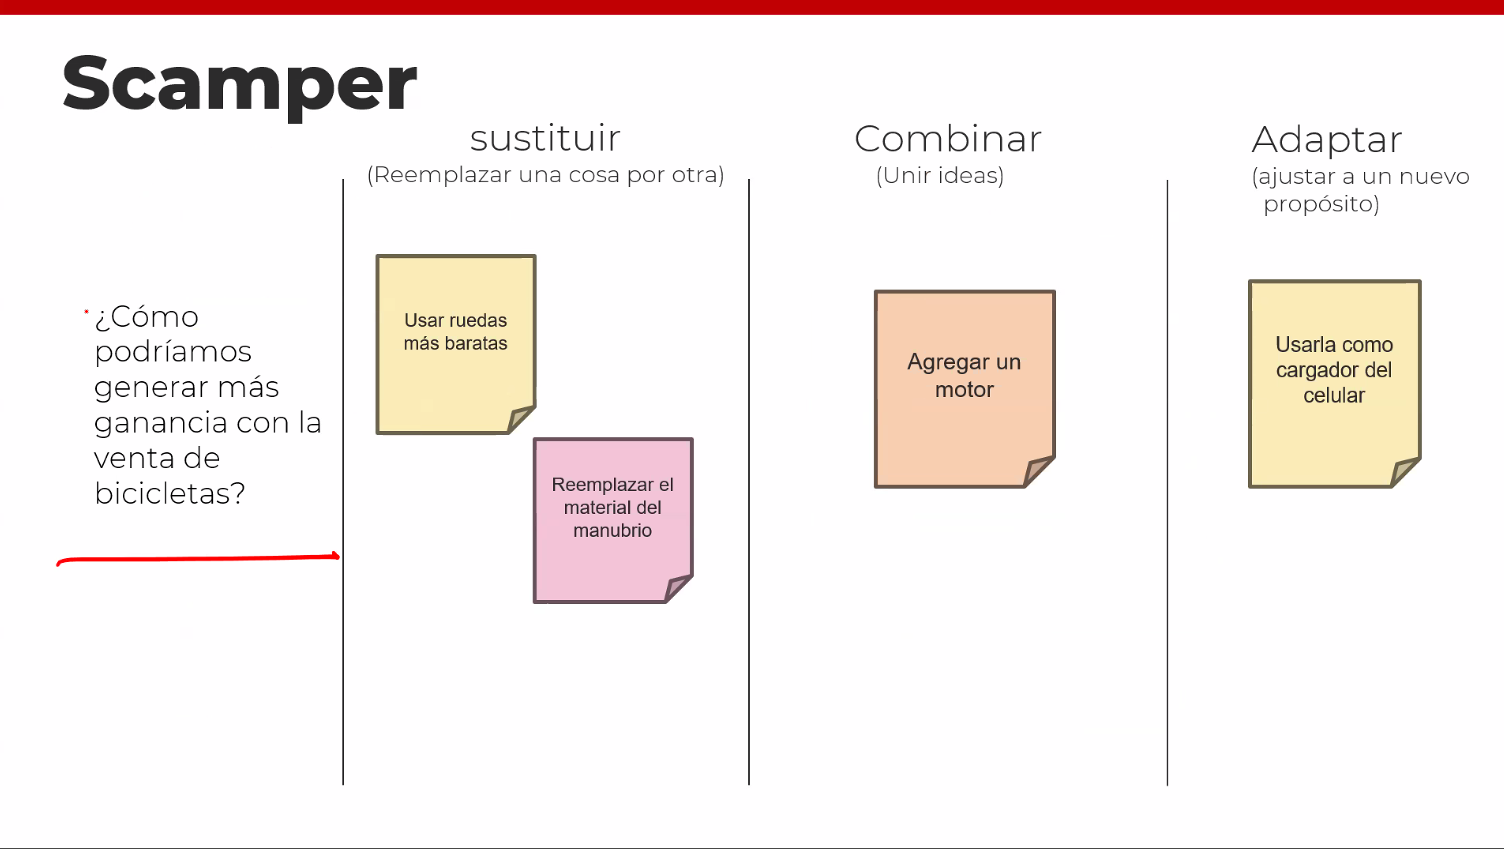 Scamper
sustituir
(Reemplazar una cosa por otra)
Combinar
(Unir ideas)
Adaptar
(ajustar a un nuevo
propósito)
¿Cómo
podríamos
generar más
ganancia con la
venta de
bicicletas?
Usar ruedas
más baratas
Reemplazar el
material del
manubrio
Agregar un
motor
Usarla como
cargador del
celular